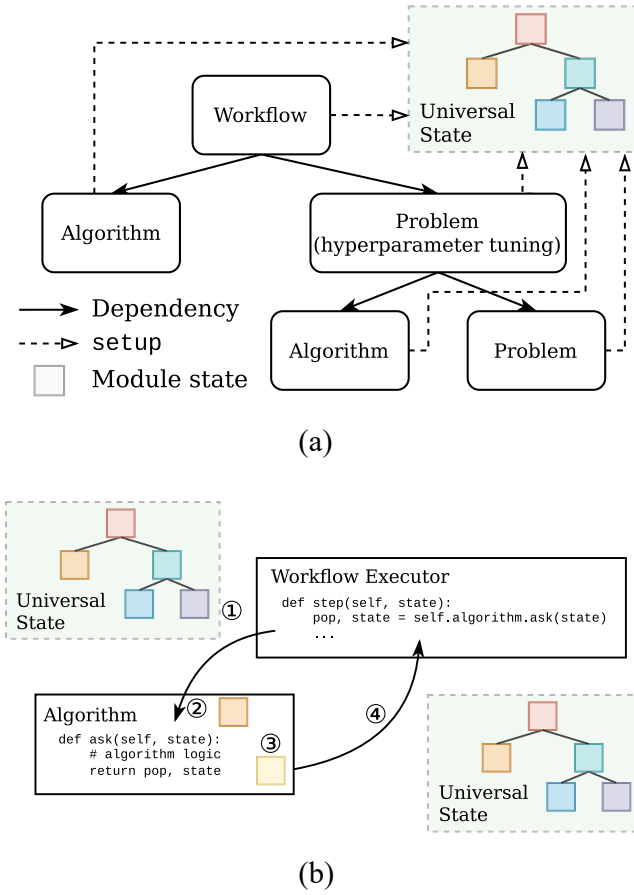 Universal
State
Workflow
Algorithm
Problem
(hyperparameter tuning)
Dependency
setup
Module state
Algorithm
Problem
(a)
Universal
State
①
Workflow Executor
def step(self, state):
    pop, state = self.algorithm.ask(state)
    ...
Algorithm
②
def ask(self, state):
    # algorithm logic
    return pop, state
③
④
Universal
State
(b)